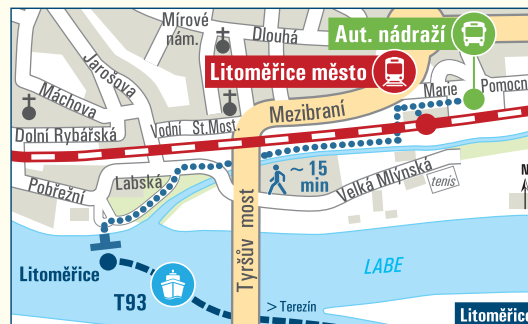 Mírové
nám.
Dlouhá
Aut. nádraží
Jarošova
Litoměřice město
Máchova
Marie
Pomocn
Mezibraní
Dolní Rybářská
Vodní
St.Most.
~ 15
min
Labská
Pobřežní
Velká Mlýnská
tenis
N
Tyršův most
Litoměřice
LABE
T93
> Terezín
Litoměřic